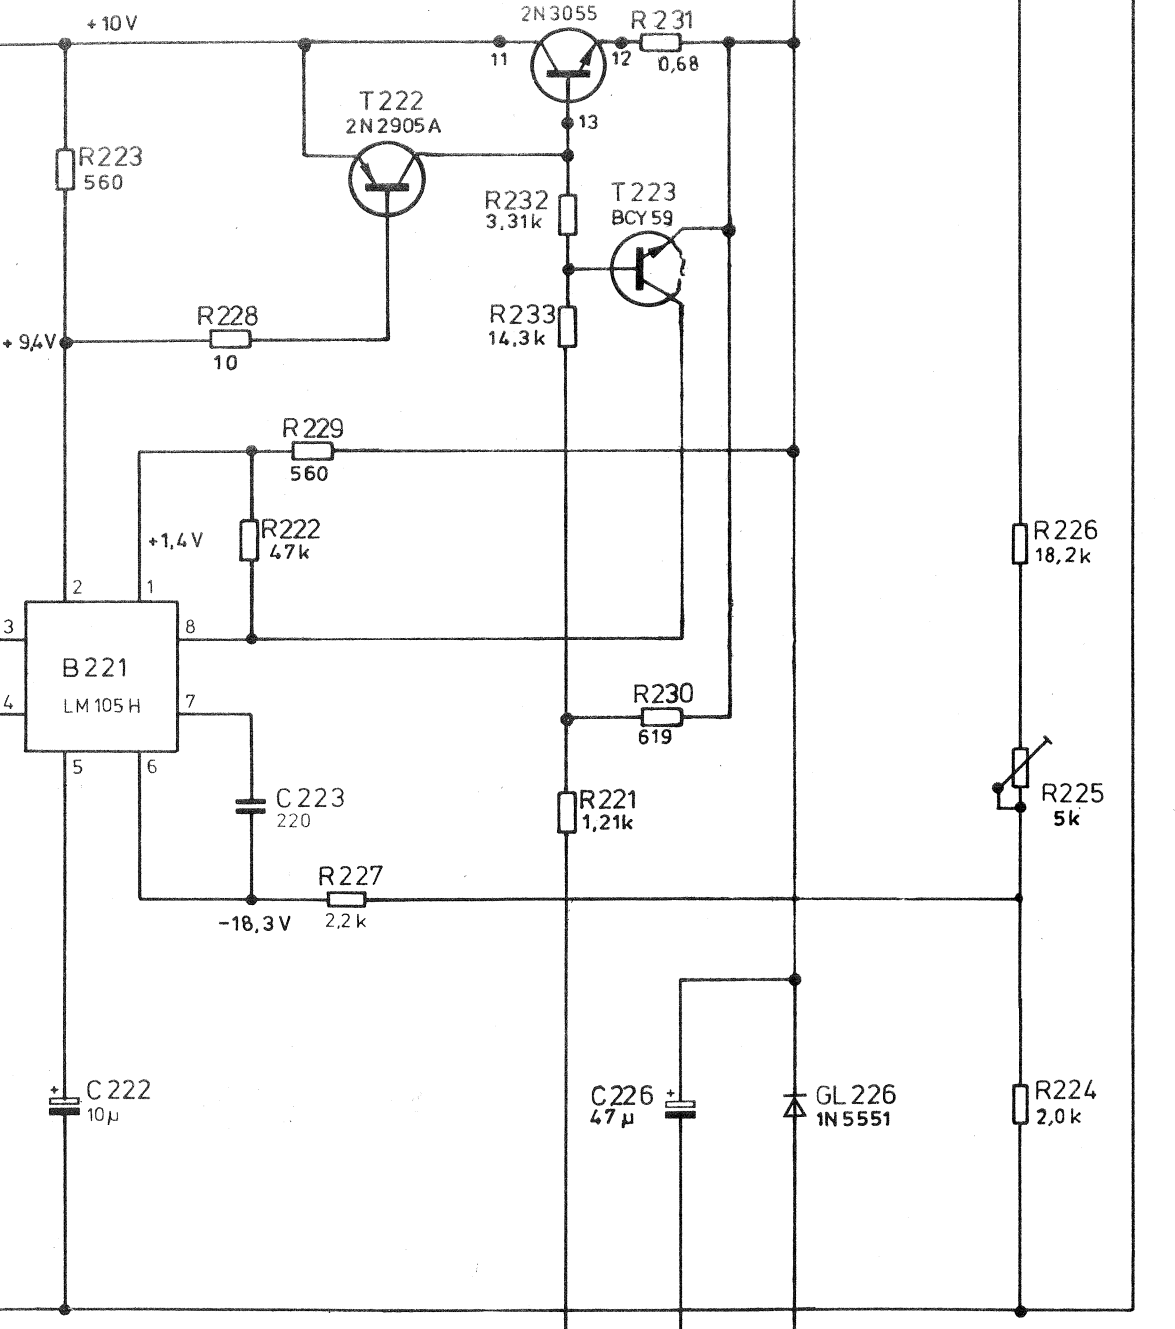 +10V
2N3055
R231
11
12
0,68
T222
2N2905A
13
R223
560
R232
3,31k
T223
BCY59
R228
10
+ 9,4V
R233
14,3k
R229
560
+1,4V
R222
47k
R226
18,2k
2
1
3
8
B221
LM105H
4
7
R230
619
5
6
C223
220
R221
1,21k
R225
5k
R227
2,2k
-18,3V
+
C222
10µ
C226
+
47µ
GL226
1N5551
R224
2,0k